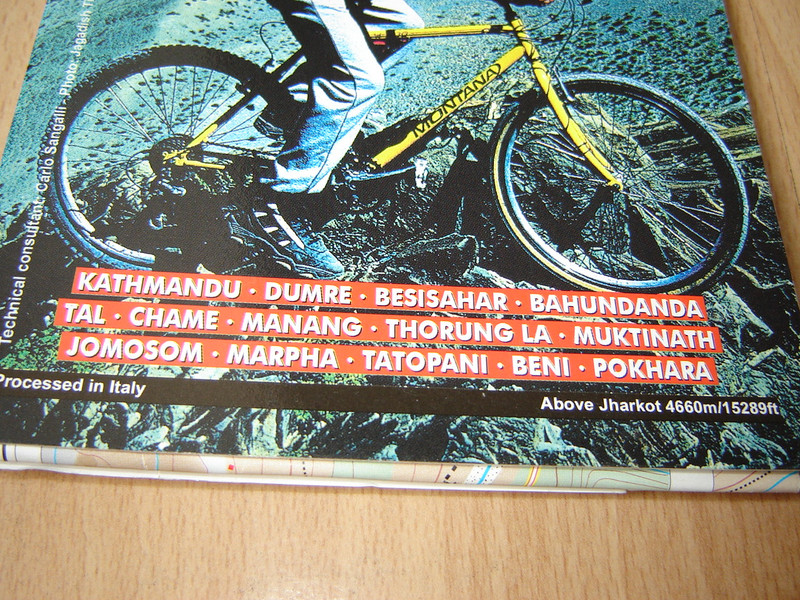 MONTANA
Technical consultant: Carlo Sangalli - Photo: Jagadish
KATHMANDU · DUMRE · BESISAHAR · BAHUNDANDA
TAL · CHAME · MANANG · THORUNG LA · MUKTINATH
JOMOSOM · MARPHA · TATOPANI · BENI · POKHARA
Processed in Italy
Above Jharkot 4660m/15289ft